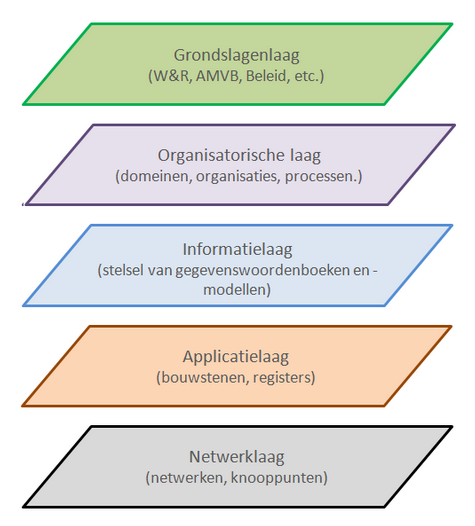 Grondslagenlaag
(W&R, AMVB, Beleid, etc.)
Organisatorische laag
(domeinen, organisaties, processen.)
Informatielaag
(stelsel van gegevenswoordenboeken en -
modellen)
Applicatielaag
(bouwstenen, registers)
Netwerklaag
(netwerken, knooppunten)